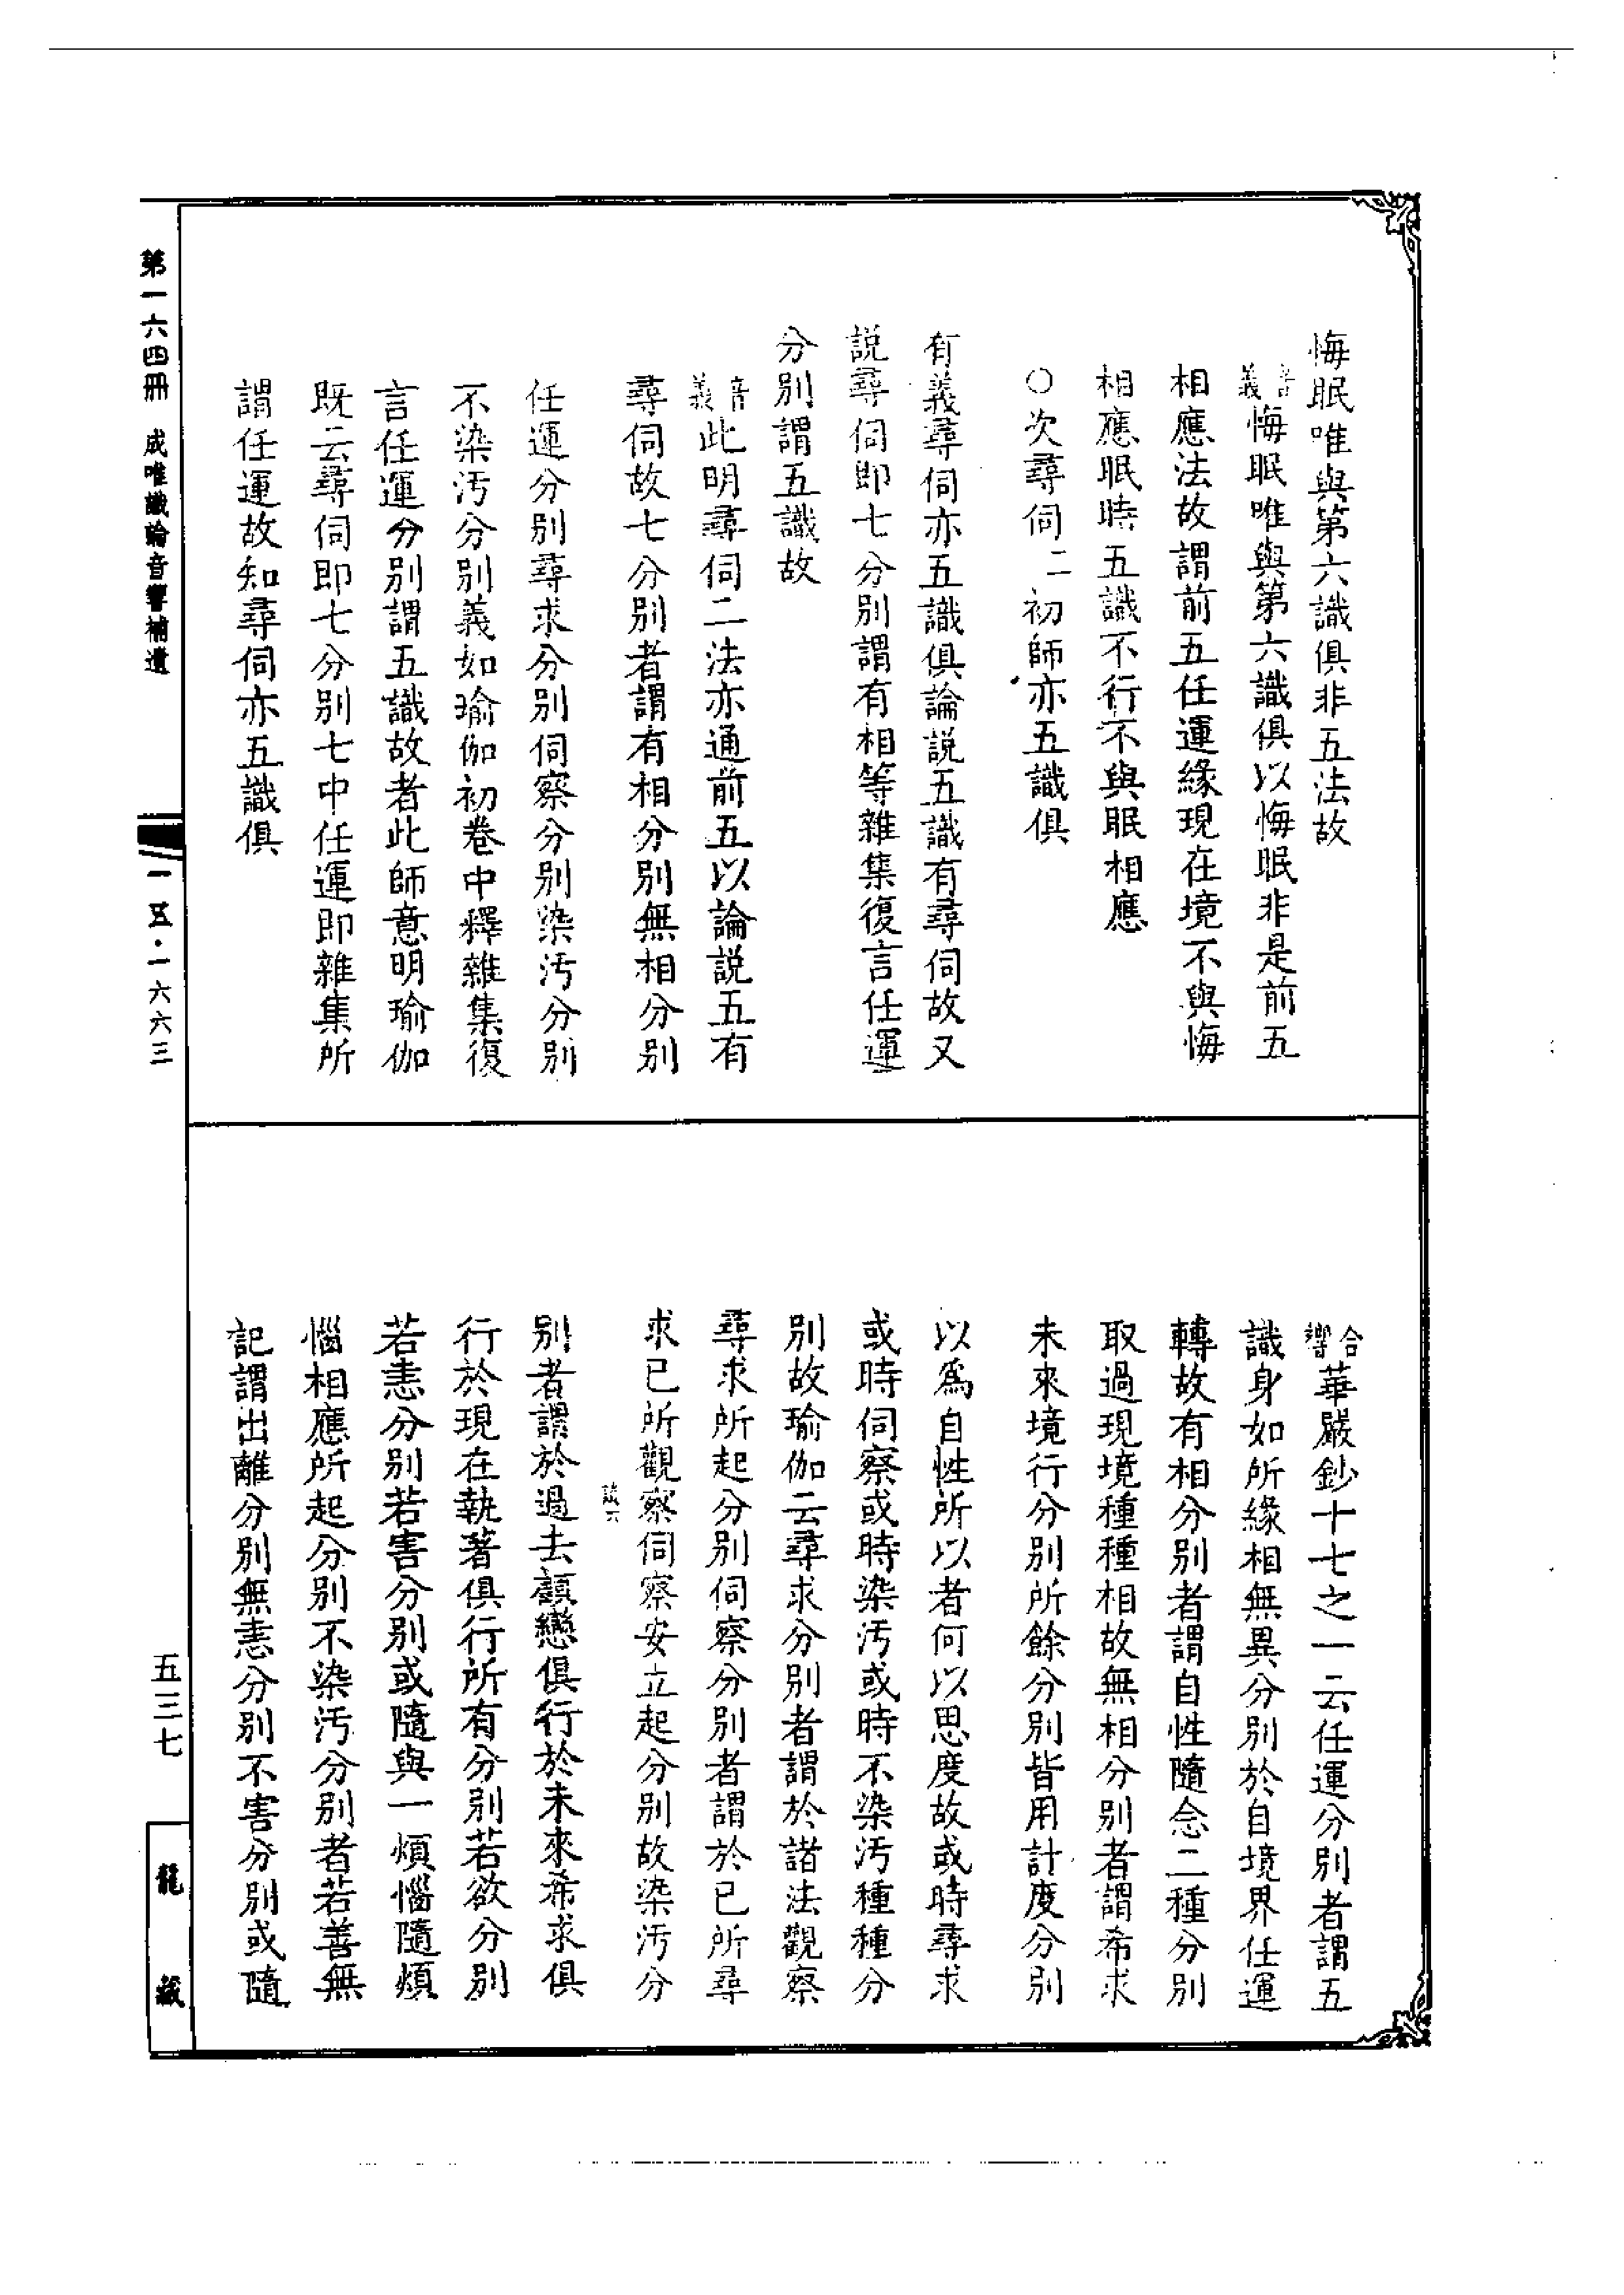 悔眠唯與第六識俱非五法故
音義悔眠唯與第六識俱以悔眠非是前五
相應法故謂前五任運緣現在境不與悔
相應眠時五識不行不與眠相應
○次尋伺二初師亦五識俱
有義尋伺亦五識俱論說五識有尋伺故又
說尋伺即七分別謂有相等雜集復言任運
分別謂五識故
音義此明尋伺二法亦通前五以論說五有
尋伺故七分別者謂有相分別無相分別
任運分別尋求分別伺察分別染汚分別
不染汚分別義如瑜伽初卷中釋雜集復
言任運分別謂五識故者此師意明瑜伽
既云尋伺即七分別七中任運即雜集所
謂任運故知尋伺亦五識俱
合響華嚴鈔十七之一云任運分別者謂五
識身如所緣相無異分別於自境界任運
轉故有相分別者謂自性隨念二種分別
取過現境種種相故無相分別者謂希求
未來境行分別所餘分別皆用計度分別
以爲自性所以者何以思度故或時尋求
或時伺察或時染汚或時不染汚種種分
別故瑜伽云尋求分別者謂於諸法觀察
尋求所起分別伺察分別者謂於已所尋
求已所觀察伺察安立起分別故染汚分
別者謂於過去顧戀俱行於未來希求俱
行於現在執著俱行所有分別若欲分別
若恚分別若害分別或隨與一煩惱隨煩
惱相應所起分別不染汚分別者若善無
記謂出離分別無恚分別不害分別或隨
第一六四冊 成唯識論音響補遺
一五·一六六三
五三七
龍藏